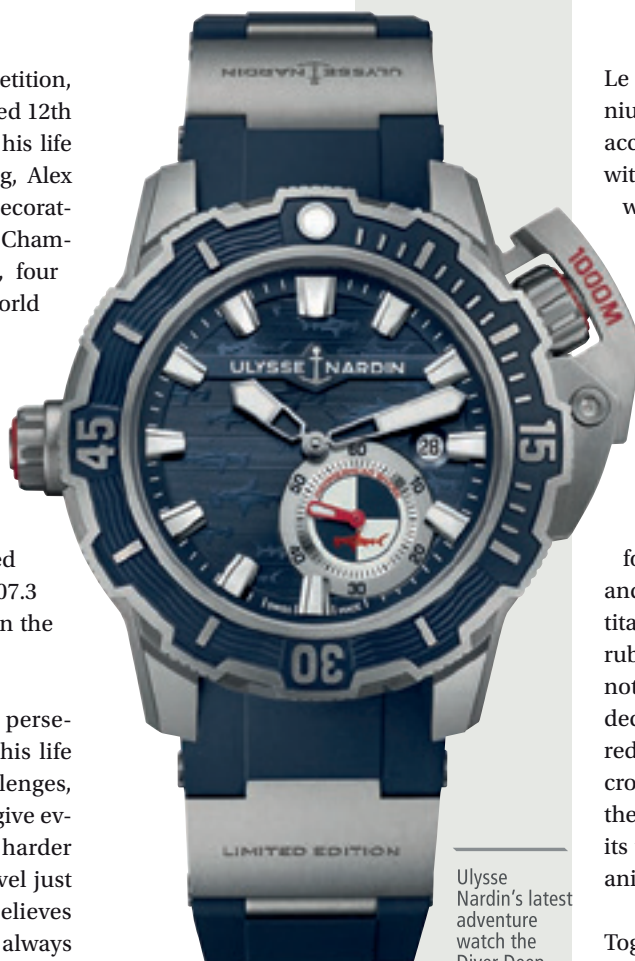 etition,
ed 12th
his life
g, Alex
ecorat-
Cham-
, four
orld
ed
07.3
n the
perse-
his life
lenges,
give ev-
harder
vel just
elieves
always
ULYSSE NARDIN
1000M
ULYSSE NARDIN
28
15
45
60
10
20
30
40
50
SWISS MADE
30
LIMITED EDITION
Ulysse
Nardin's latest
adventure
watch the
Diver Deep
Le
niu
acc
wit
w
fo
and
tita
rub
not
dec
red
cro
the
its
ani
Tog